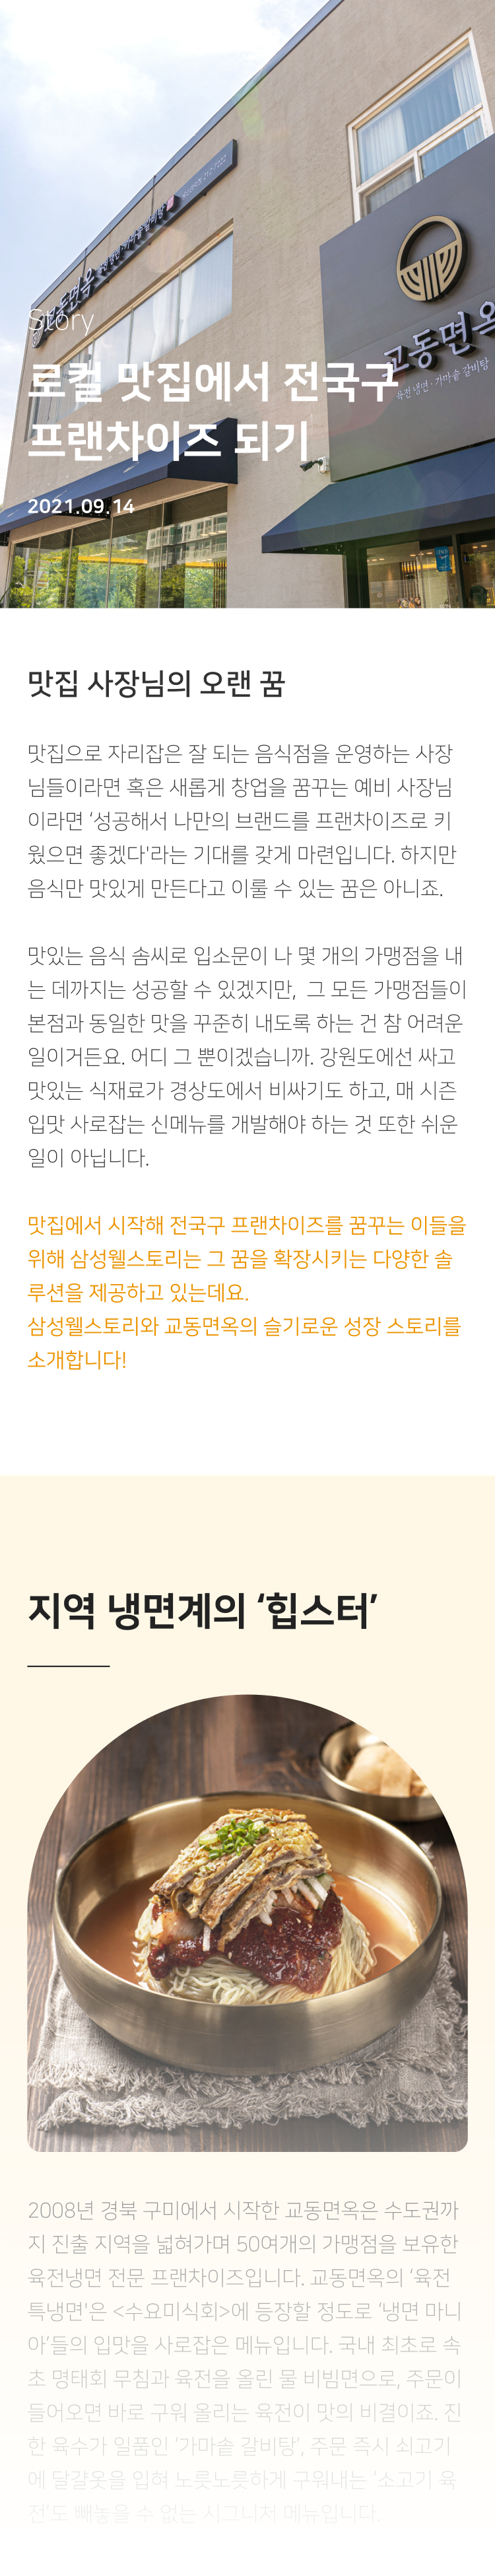 교동면옥
육전 냉면 · 가마솥 갈비탕
Story
로컬 맛집에서 전국구
프랜차이즈 되기
2021.09.14
맛집 사장님의 오랜 꿈
맛집으로 자리잡은 잘 되는 음식점을 운영하는 사장
님들이라면 혹은 새롭게 창업을 꿈꾸는 예비 사장님
이라면 ‘성공해서 나만의 브랜드를 프랜차이즈로 키
웠으면 좋겠다'라는 기대를 갖게 마련입니다. 하지만
음식만 맛있게 만든다고 이룰 수 있는 꿈은 아니죠.
맛있는 음식 솜씨로 입소문이 나 몇 개의 가맹점을 내
는 데까지는 성공할 수 있겠지만,  그 모든 가맹점들이
본점과 동일한 맛을 꾸준히 내도록 하는 건 참 어려운
일이거든요. 어디 그 뿐이겠습니까. 강원도에선 싸고
맛있는 식재료가 경상도에서 비싸기도 하고, 매 시즌
입맛 사로잡는 신메뉴를 개발해야 하는 것 또한 쉬운
일이 아닙니다.
맛집에서 시작해 전국구 프랜차이즈를 꿈꾸는 이들을
위해 삼성웰스토리는 그 꿈을 확장시키는 다양한 솔
루션을 제공하고 있는데요.
삼성웰스토리와 교동면옥의 슬기로운 성장 스토리를
소개합니다!
지역 냉면계의 ‘힙스터’
2008년 경북 구미에서 시작한 교동면옥은 수도권까
지 진출 지역을 넓혀가며 50여개의 가맹점을 보유한
육전냉면 전문 프랜차이즈입니다. 교동면옥의 ‘육전
특냉면'은 <수요미식회>에 등장할 정도로 ‘냉면 마니
아’들의 입맛을 사로잡은 메뉴입니다. 국내 최초로 속
초 명태회 무침과 육전을 올린 물 비빔면으로, 주문이
들어오면 바로 구워 올리는 육전이 맛의 비결이죠. 진
한 육수가 일품인 ‘가마솥 갈비탕’, 주문 즉시 쇠고기
에 달걀옷을 입혀 노릇노릇하게 구워내는 ‘소고기 육
전‘도 빼놓을 수 없는 시그니처 메뉴입니다.